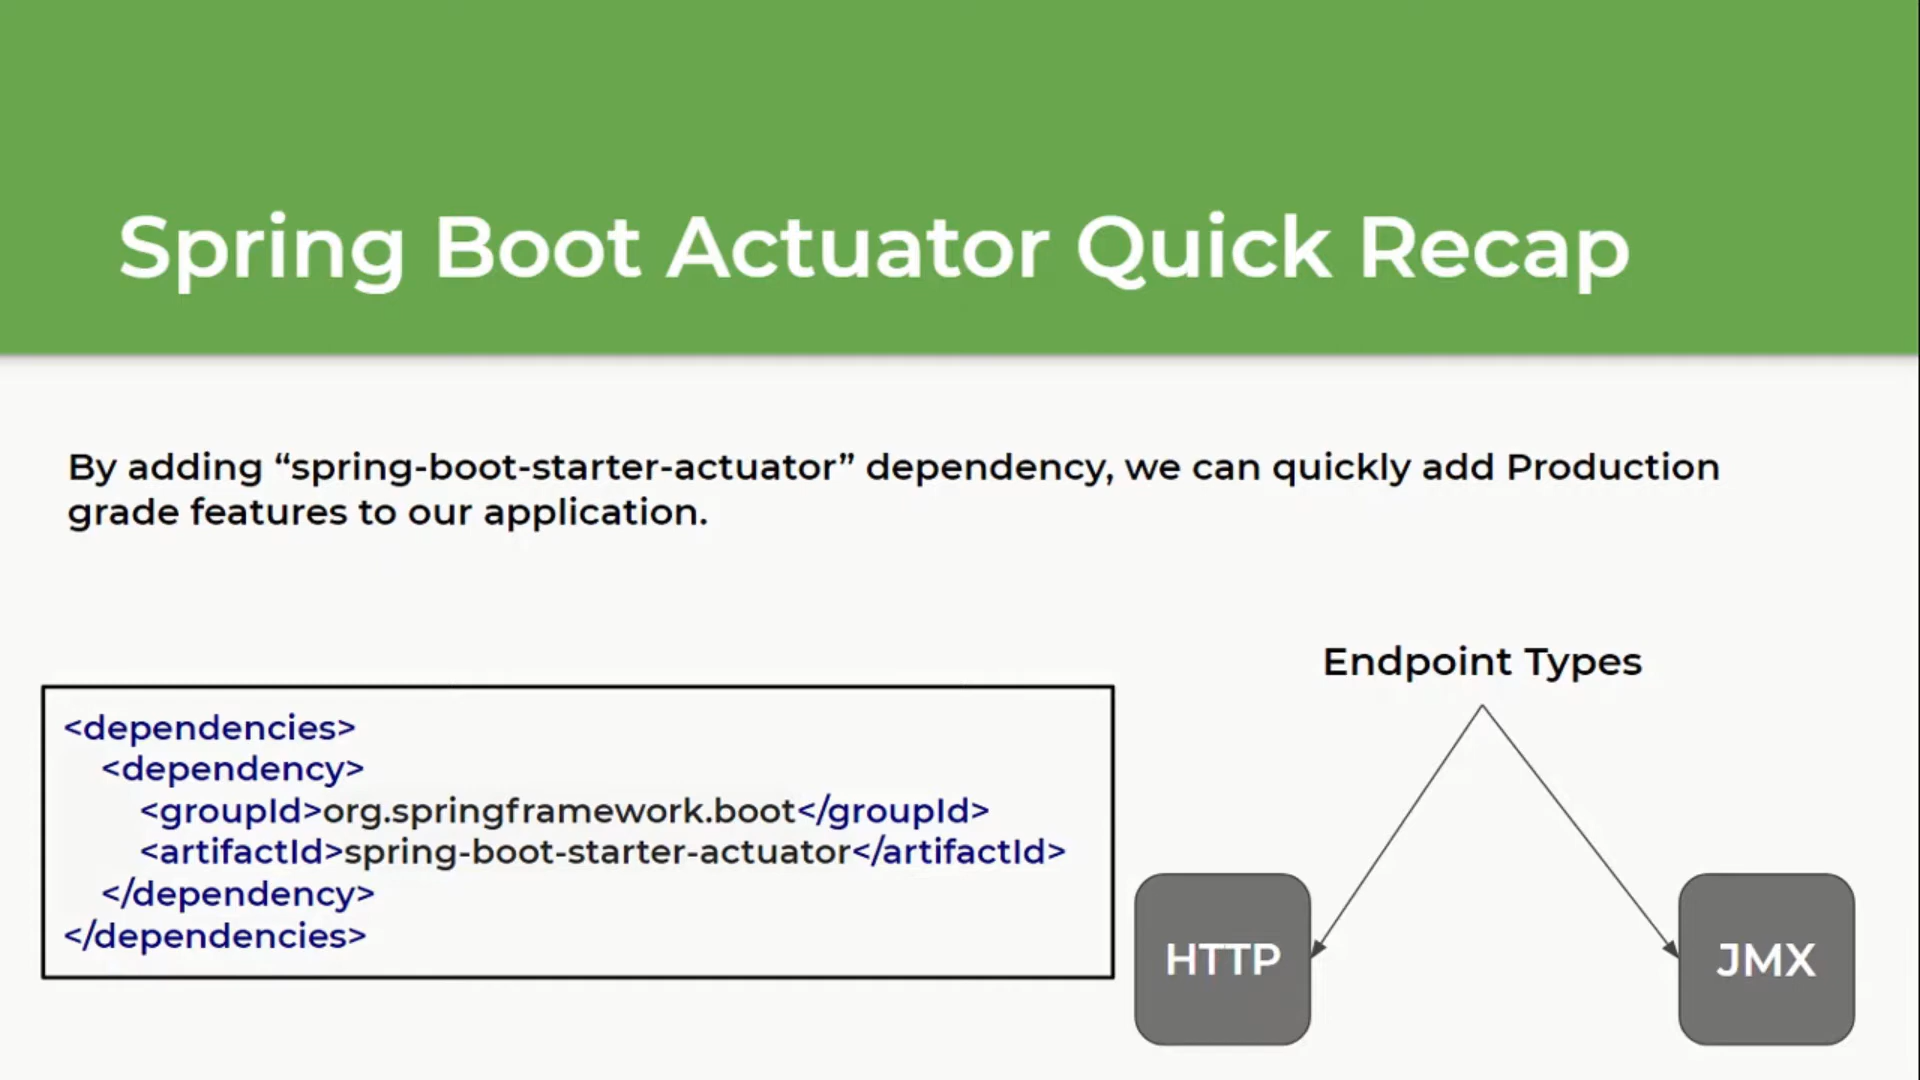 Spring Boot Actuator Quick Recap
By adding “spring-boot-starter-actuator” dependency, we can quickly add Production
grade features to our application.
<dependencies>
<dependency>
<groupId>org.springframework.boot</groupId>
<artifactId>spring-boot-starter-actuator</artifactId>
</dependency>
</dependencies>
Endpoint Types
HTTP
JMX